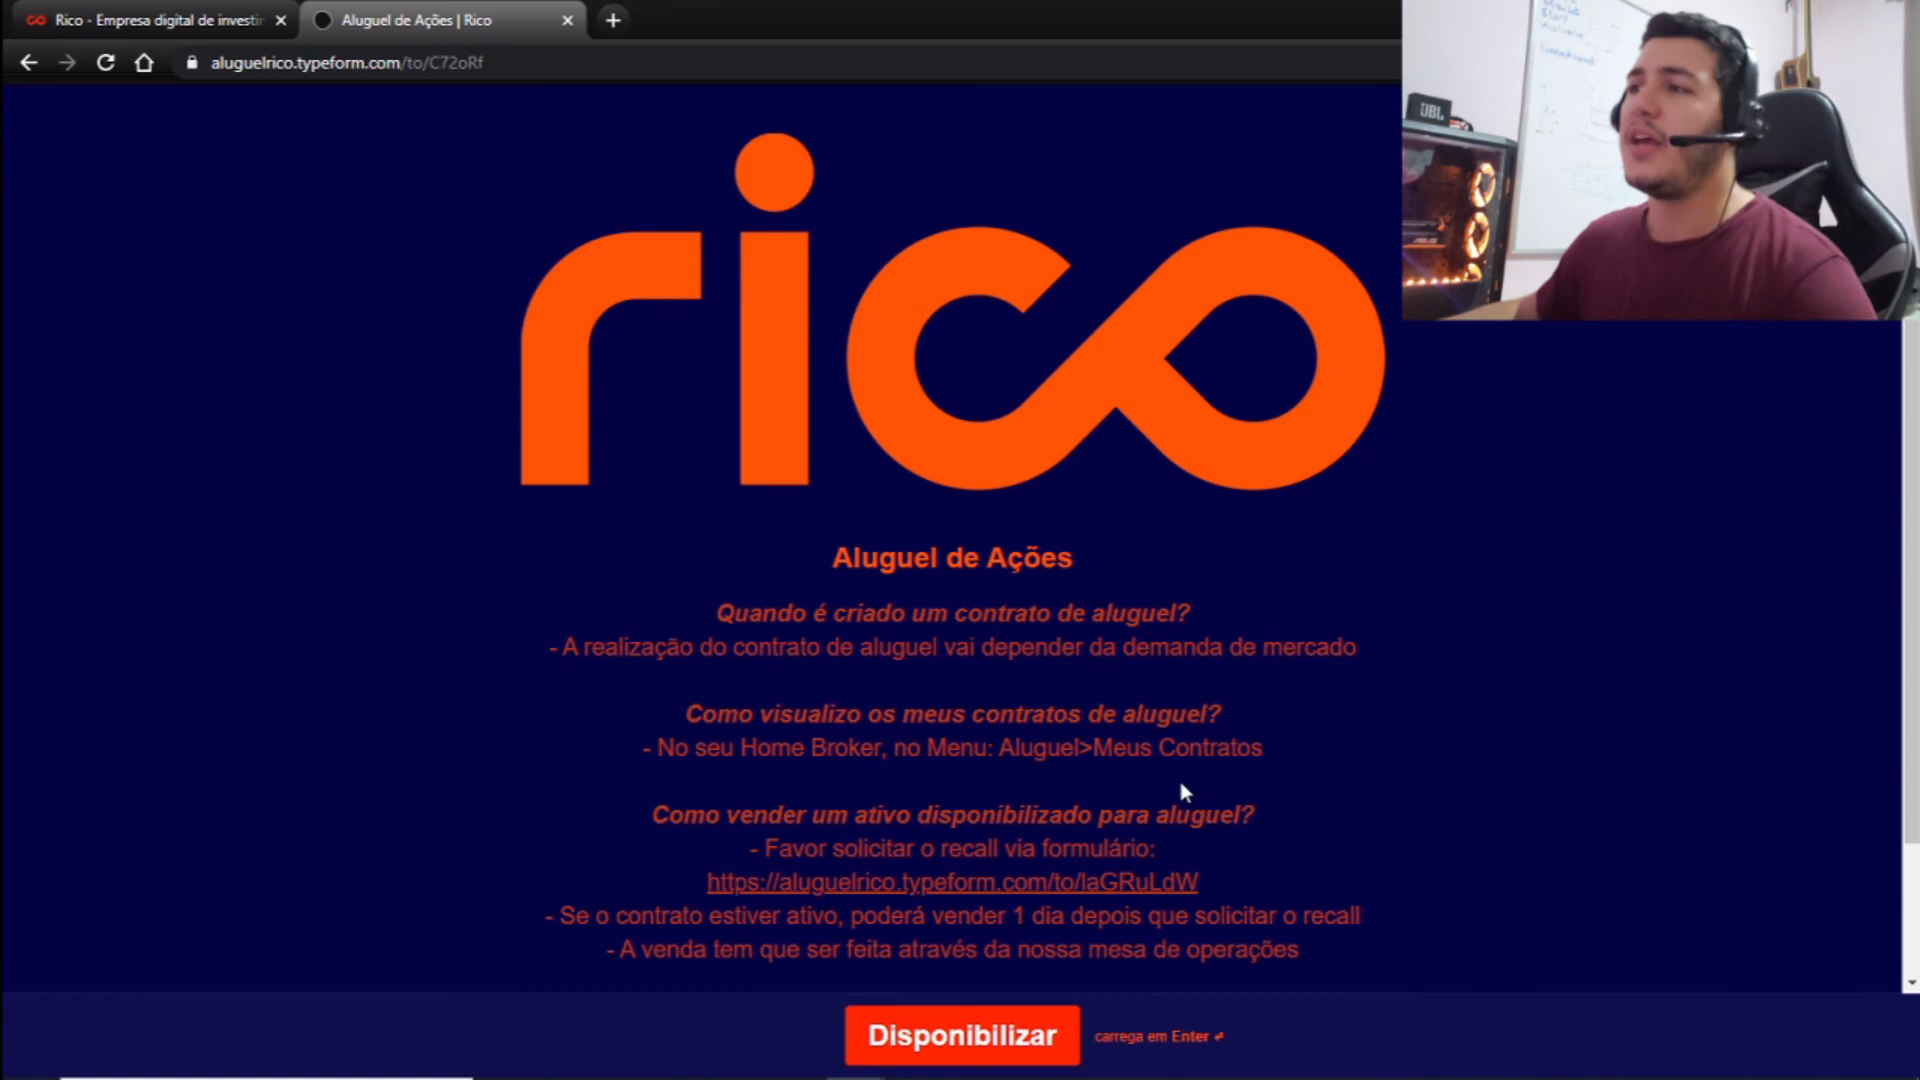 Rico - Empresa digital de investir
Aluguel de Ações | Rico
aluguelrico.typeform.com/to/C72oRf
JBL
rico
Aluguel de Ações
Quando é criado um contrato de aluguel?
- A realização do contrato de aluguel vai depender da demanda de mercado
Como visualizo os meus contratos de aluguel?
- No seu Home Broker, no Menu: Aluguel>Meus Contratos
Como vender um ativo disponibilizado para aluguel?
- Favor solicitar o recall via formulário:
https://aluguelrico.typeform.com/to/laGRuLdW
- Se o contrato estiver ativo, poderá vender 1 dia depois que solicitar o recall
- A venda tem que ser feita através da nossa mesa de operações
Disponibilizar
carrega em Enter ↵